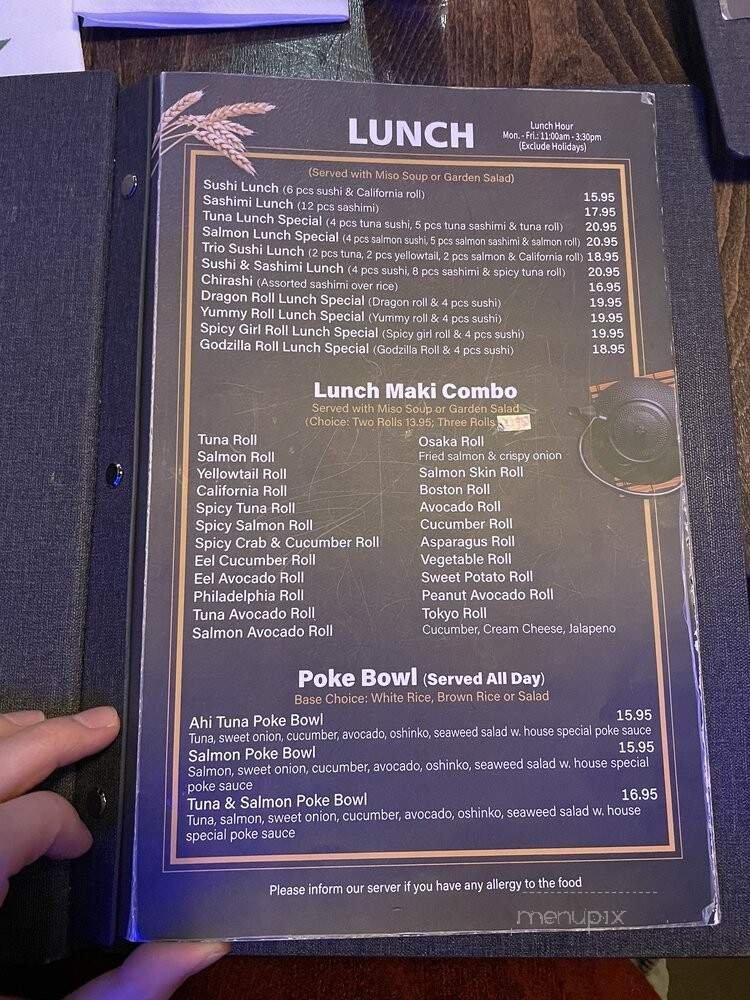 LUNCH
Lunch Hour
Mon. - Fri.: 11:00am - 3:30pm
(Exclude Holidays)
(Served with Miso Soup or Garden Salad)
Sushi Lunch (6 pcs sushi & California roll) 15.95
Sashimi Lunch (12 pcs sashimi) 17.95
Tuna Lunch Special (4 pcs tuna sushi, 5 pcs tuna sashimi & tuna roll) 20.95
Salmon Lunch Special (4 pcs salmon sushi, 5 pcs salmon sashimi & salmon roll) 20.95
Trio Sushi Lunch (2 pcs tuna, 2 pcs yellowtail, 2 pcs salmon & California roll) 18.95
Sushi & Sashimi Lunch (4 pcs sushi, 8 pcs sashimi & spicy tuna roll) 20.95
Chirashi (Assorted sashimi over rice) 16.95
Dragon Roll Lunch Special (Dragon roll & 4 pcs sushi) 19.95
Yummy Roll Lunch Special (Yummy roll & 4 pcs sushi) 19.95
Spicy Girl Roll Lunch Special (Spicy girl roll & 4 pcs sushi) 19.95
Godzilla Roll Lunch Special (Godzilla Roll & 4 pcs sushi) 18.95
Lunch Maki Combo
Served with Miso Soup or Garden Salad
(Choice: Two Rolls 13.95; Three Rolls
Tuna Roll
Salmon Roll
Yellowtail Roll
California Roll
Spicy Tuna Roll
Spicy Salmon Roll
Spicy Crab & Cucumber Roll
Eel Cucumber Roll
Eel Avocado Roll
Philadelphia Roll
Tuna Avocado Roll
Salmon Avocado Roll
Osaka Roll
Fried salmon & crispy onion
Salmon Skin Roll
Boston Roll
Avocado Roll
Cucumber Roll
Asparagus Roll
Vegetable Roll
Sweet Potato Roll
Peanut Avocado Roll
Tokyo Roll
Cucumber, Cream Cheese, Jalapeno
Poke Bowl (Served All Day)
Base Choice: White Rice, Brown Rice or Salad
Ahi Tuna Poke Bowl 15.95
Tuna, sweet onion, cucumber, avocado, oshinko, seaweed salad w. house special poke sauce
Salmon Poke Bowl 15.95
Salmon, sweet onion, cucumber, avocado, oshinko, seaweed salad w. house special
poke sauce
Tuna & Salmon Poke Bowl 16.95
Tuna, salmon, sweet onion, cucumber, avocado, oshinko, seaweed salad w. house
special poke sauce
Please inform our server if you have any allergy to the food
menupix